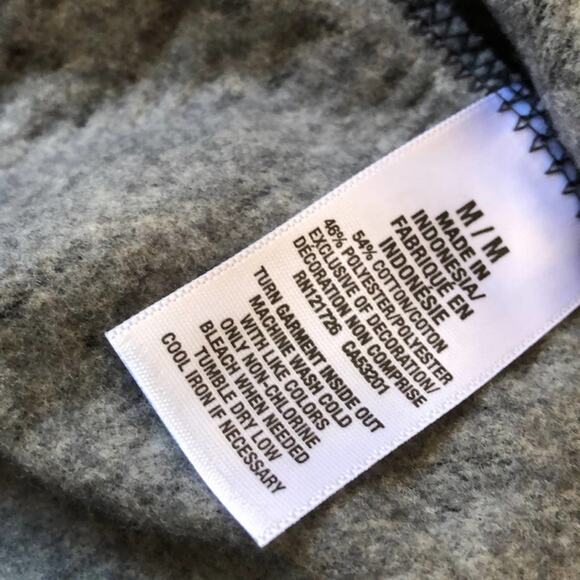 M / M
MADE IN
INDONESIA/
FABRIQUÉ EN
INDONÉSIE
54% COTTON/COTON
46% POLYESTER/POLYESTER
EXCLUSIVE OF DECORATION/
DÉCORATION NON COMPRISE
RN121726 CA53201
TURN GARMENT INSIDE OUT
MACHINE WASH COLD
WITH LIKE COLORS
ONLY NON-CHLORINE
BLEACH WHEN NEEDED
TUMBLE DRY LOW
COOL IRON IF NECESSARY